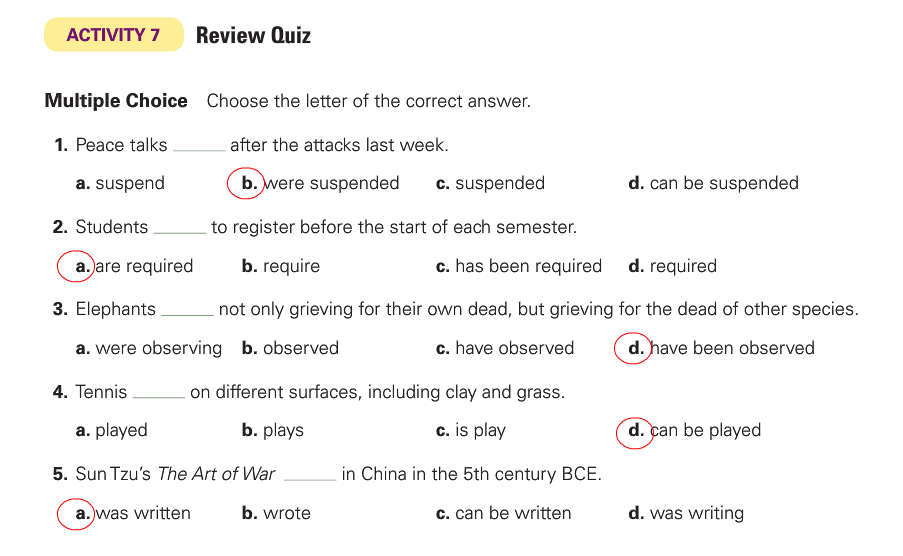 ACTIVITY 7 Review Quiz
Multiple Choice Choose the letter of the correct answer.
1. Peace talks ______ after the attacks last week.
a. suspend b. were suspended c. suspended d. can be suspended
2. Students ______ to register before the start of each semester.
a. are required b. require c. has been required d. required
3. Elephants ______ not only grieving for their own dead, but grieving for the dead of other species.
a. were observing b. observed c. have observed d. have been observed
4. Tennis ______ on different surfaces, including clay and grass.
a. played b. plays c. is play d. can be played
5. Sun Tzu's The Art of War ______ in China in the 5th century BCE.
a. was written b. wrote c. can be written d. was writing